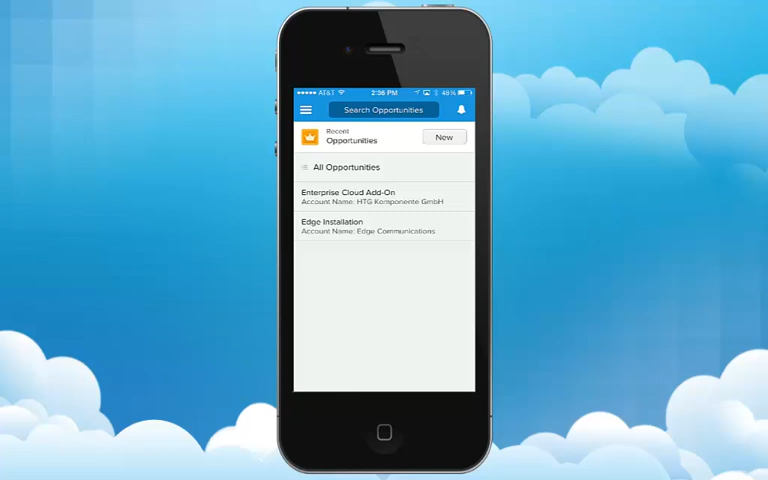 AT&T 2:36 PM 48%
Search Opportunities
Recent
Opportunities
New
All Opportunities
Enterprise Cloud Add-On
Account Name: HTG Komponente GmbH
Edge Installation
Account Name: Edge Communications